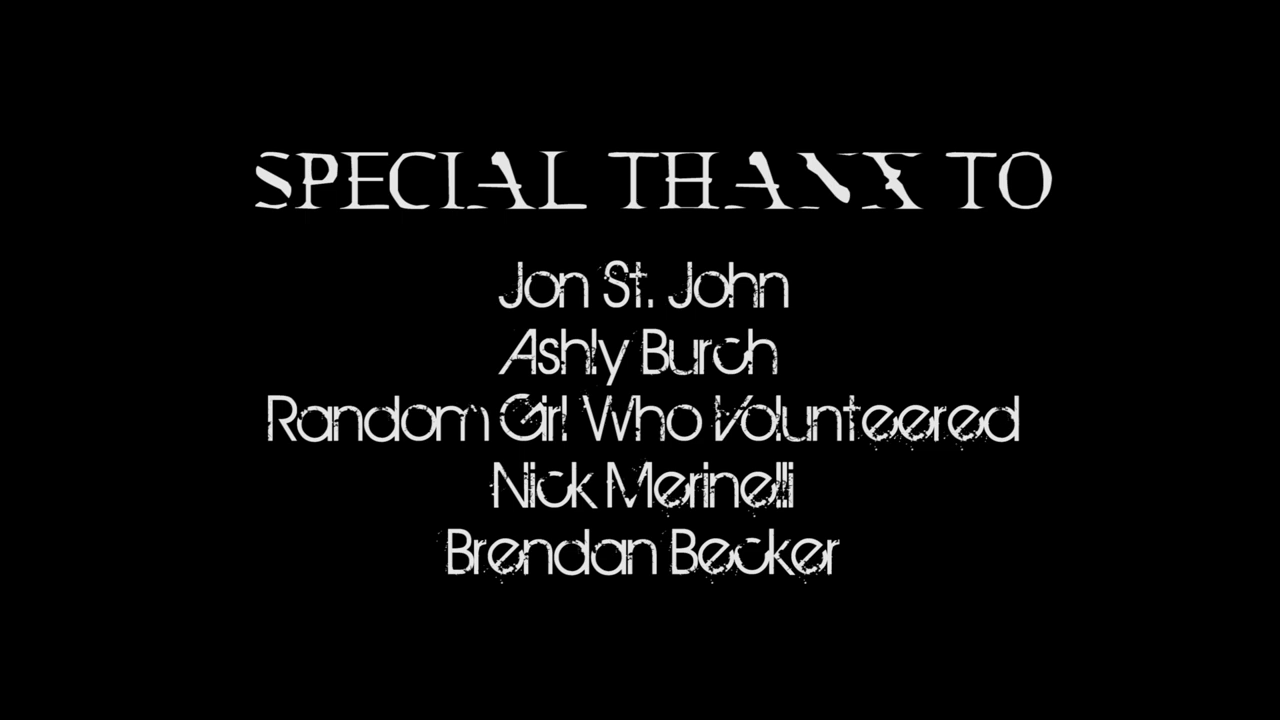 SPECIAL THANX TO
Jon St. John
Ashly Burch
Random Girl Who Volunteered
Nick Merinelli
Brendan Becker